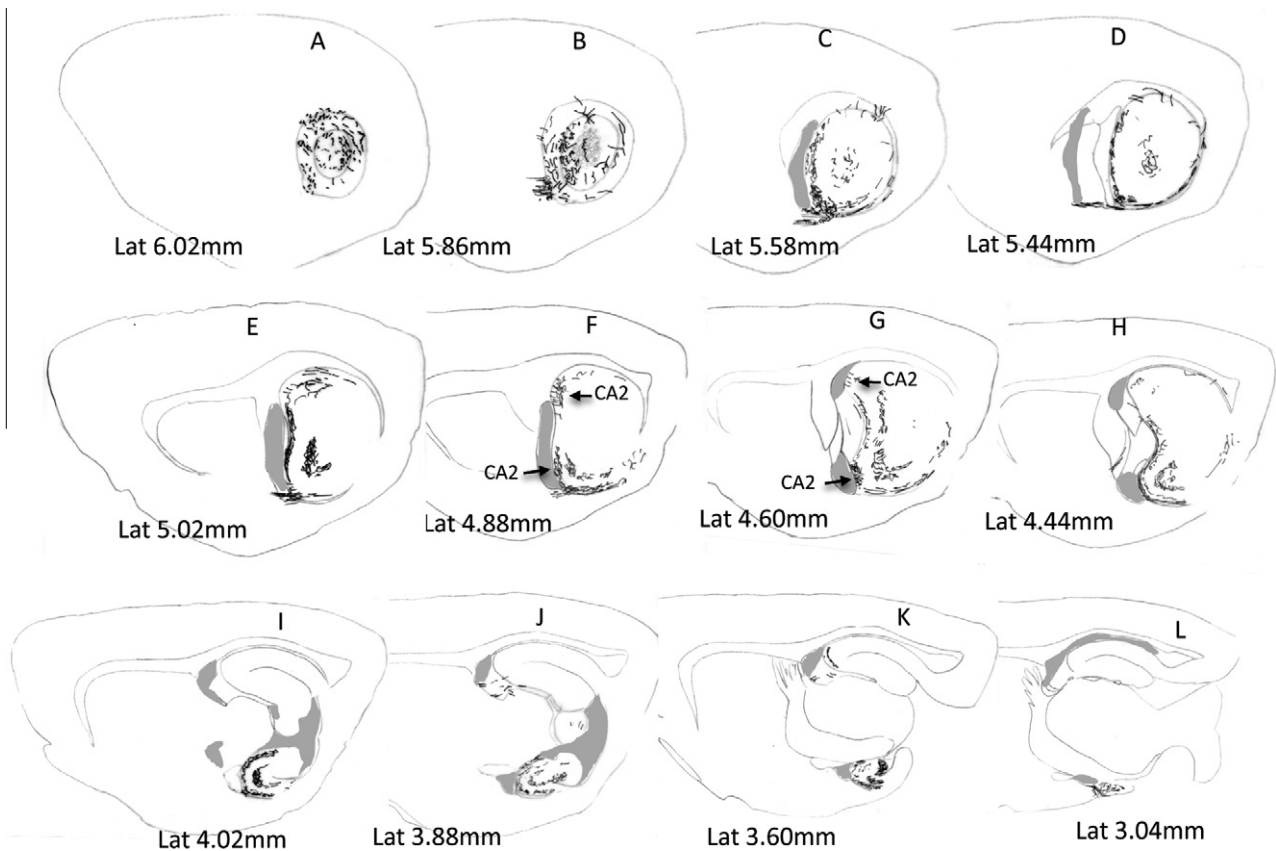 A
B
C
D
Lat 6.02mm
Lat 5.86mm
Lat 5.58mm
Lat 5.44mm
E
F
G
H
CA2
CA2
CA2
CA2
Lat 5.02mm
Lat 4.88mm
Lat 4.60mm
Lat 4.44mm
I
J
K
L
Lat 4.02mm
Lat 3.88mm
Lat 3.60mm
Lat 3.04mm